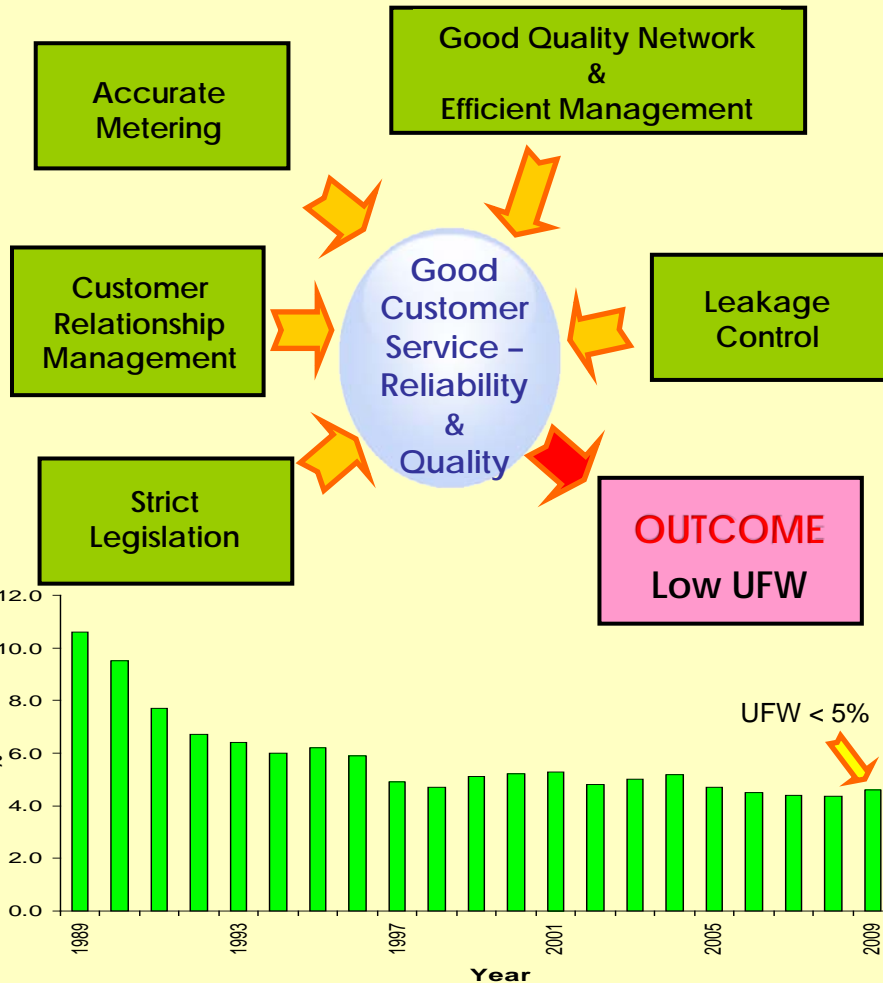 Good Quality Network
&
Efficient Management
Accurate
Metering
Customer
Relationship
Management
Good
Customer
Service –
Reliability
&
Quality
Leakage
Control
Strict
Legislation
OUTCOME
Low UFW
UFW < 5%
12.0
10.0
8.0
6.0
4.0
2.0
0.0
1989
1993
1997
2001
2005
2009
Year